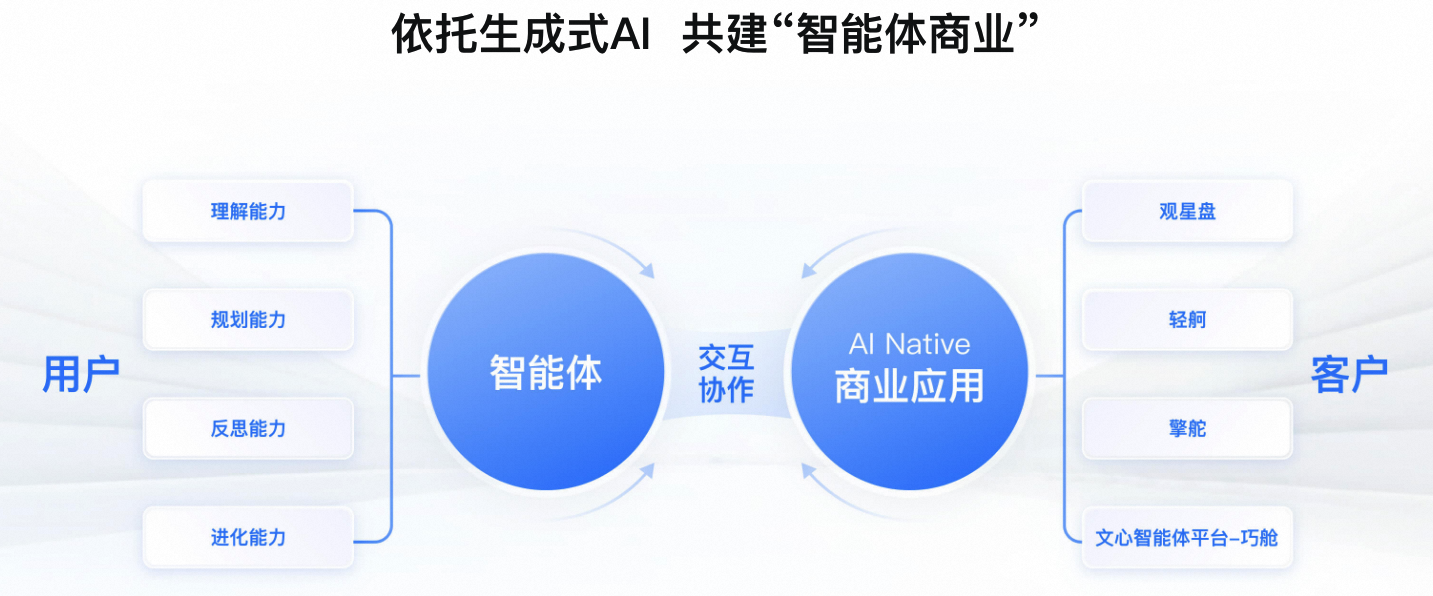 依托生成式AI 共建“智能体商业”
用户
理解能力
规划能力
反思能力
进化能力
智能体
交互
协作
AI Native
商业应用
观星盘
轻舸
擎舵
文心智能体平台-巧舱
客户